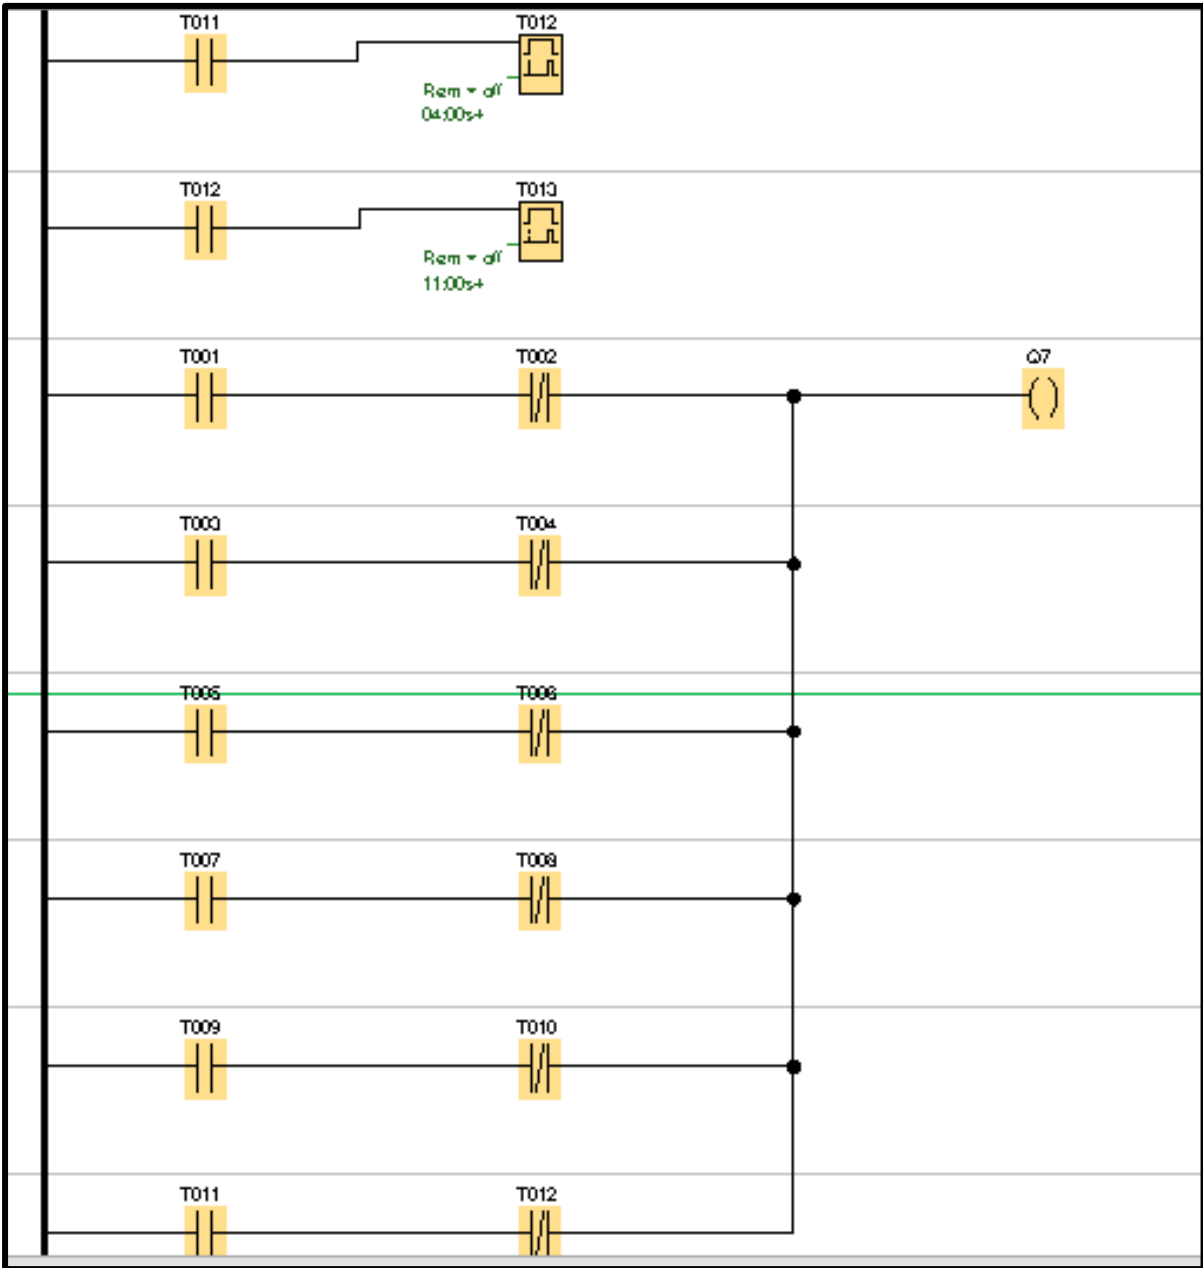 T011 T012
Rem = off
04:00s+
T012 T013
Rem = off
11:00s+
T001 T002 Q7
T003 T004
T005 T006
T007 T008
T009 T010
T011 T012